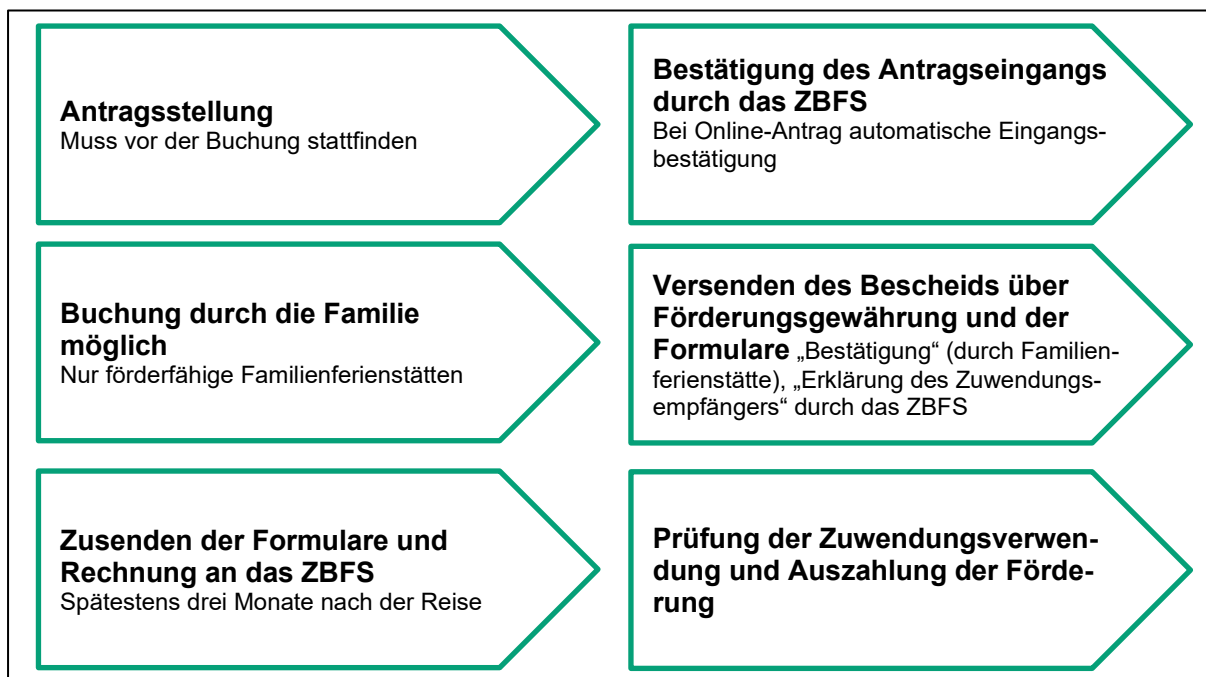 Antragsstellung
Muss vor der Buchung stattfinden
Bestätigung des Antragseingangs
durch das ZBFS
Bei Online-Antrag automatische Eingangs-
bestätigung
Buchung durch die Familie
möglich
Nur förderfähige Familienferienstätten
Versenden des Bescheids über
Förderungsgewährung und der
Formulare „Bestätigung“ (durch Familien-
ferienstätte), „Erklärung des Zuwendungs-
empfängers“ durch das ZBFS
Zusenden der Formulare und
Rechnung an das ZBFS
Spätestens drei Monate nach der Reise
Prüfung der Zuwendungsverwen-
dung und Auszahlung der Förde-
rung